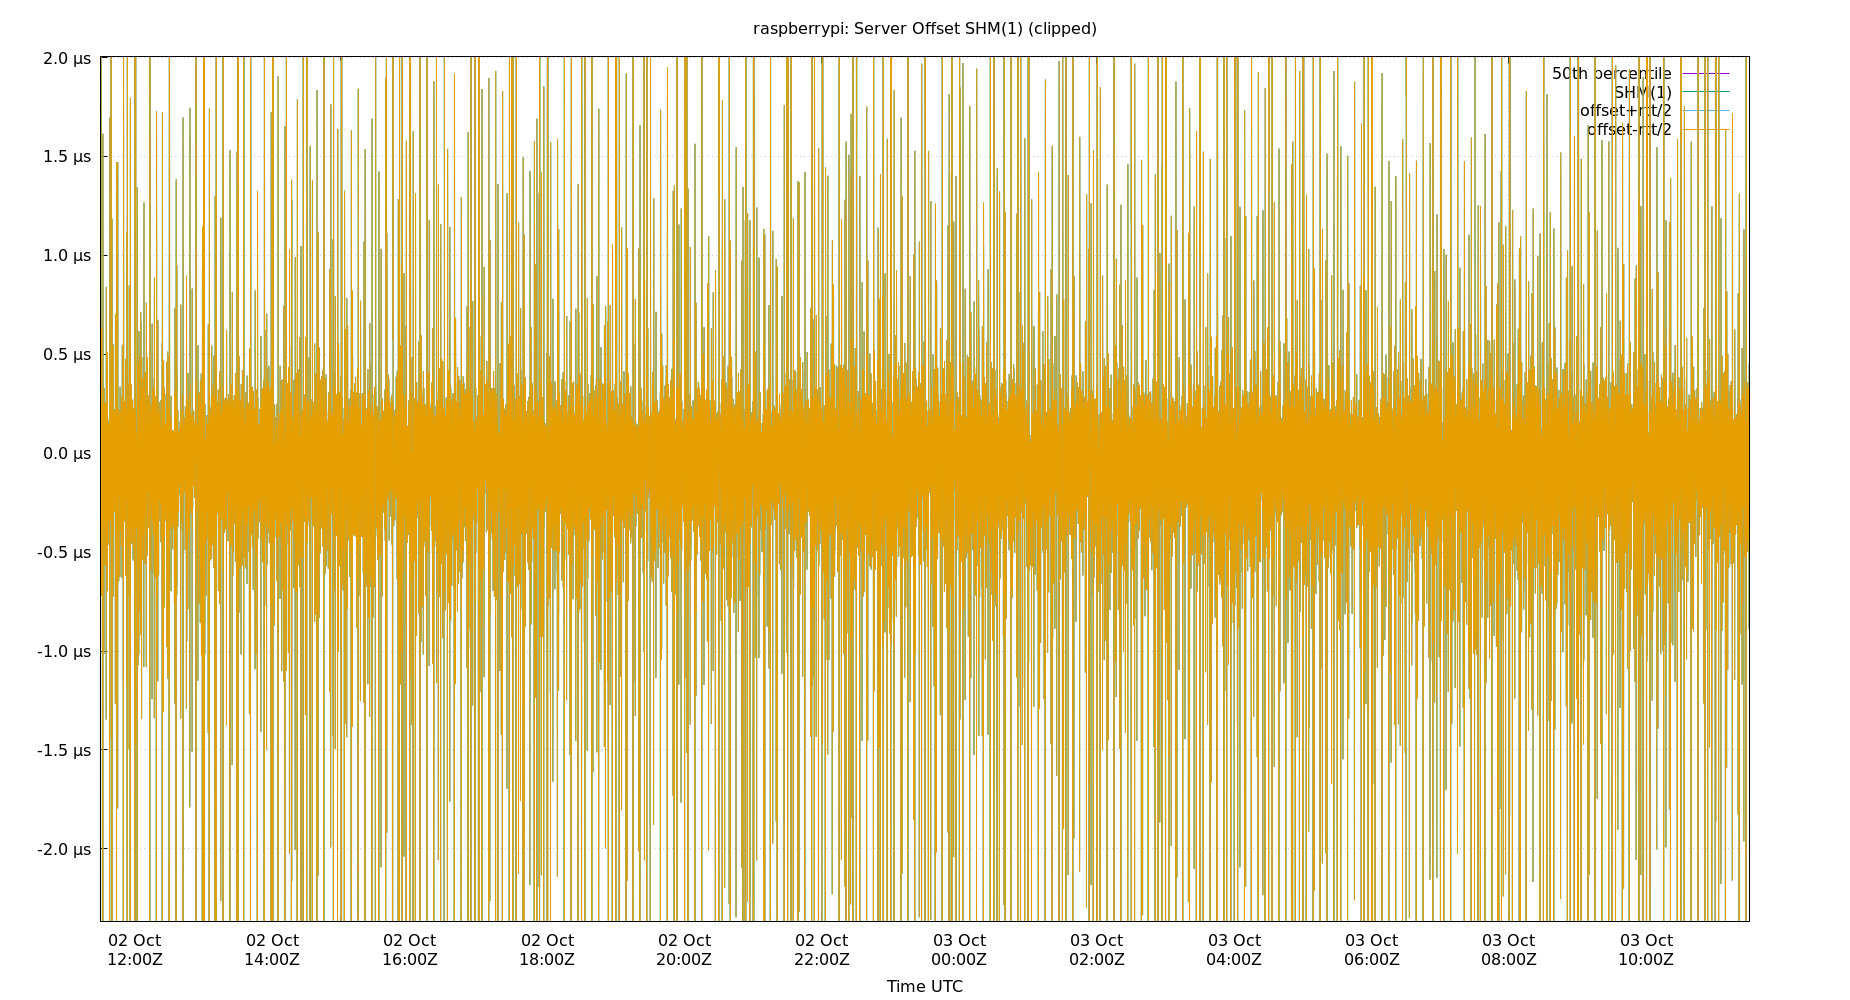 raspberrypi: Server Offset SHM(1) (clipped)
2.0 µs
50th percentile
SHM(1)
offset+rtt/2
offset-rtt/2
1.5 µs
1.0 µs
0.5 µs
0.0 µs
-0.5 µs
-1.0 µs
-1.5 µs
-2.0 µs
02 Oct 02 Oct 02 Oct 02 Oct 02 Oct 02 Oct 03 Oct 03 Oct 03 Oct 03 Oct 03 Oct 03 Oct
12:00Z 14:00Z 16:00Z 18:00Z 20:00Z 22:00Z 00:00Z 02:00Z 04:00Z 06:00Z 08:00Z 10:00Z
Time UTC